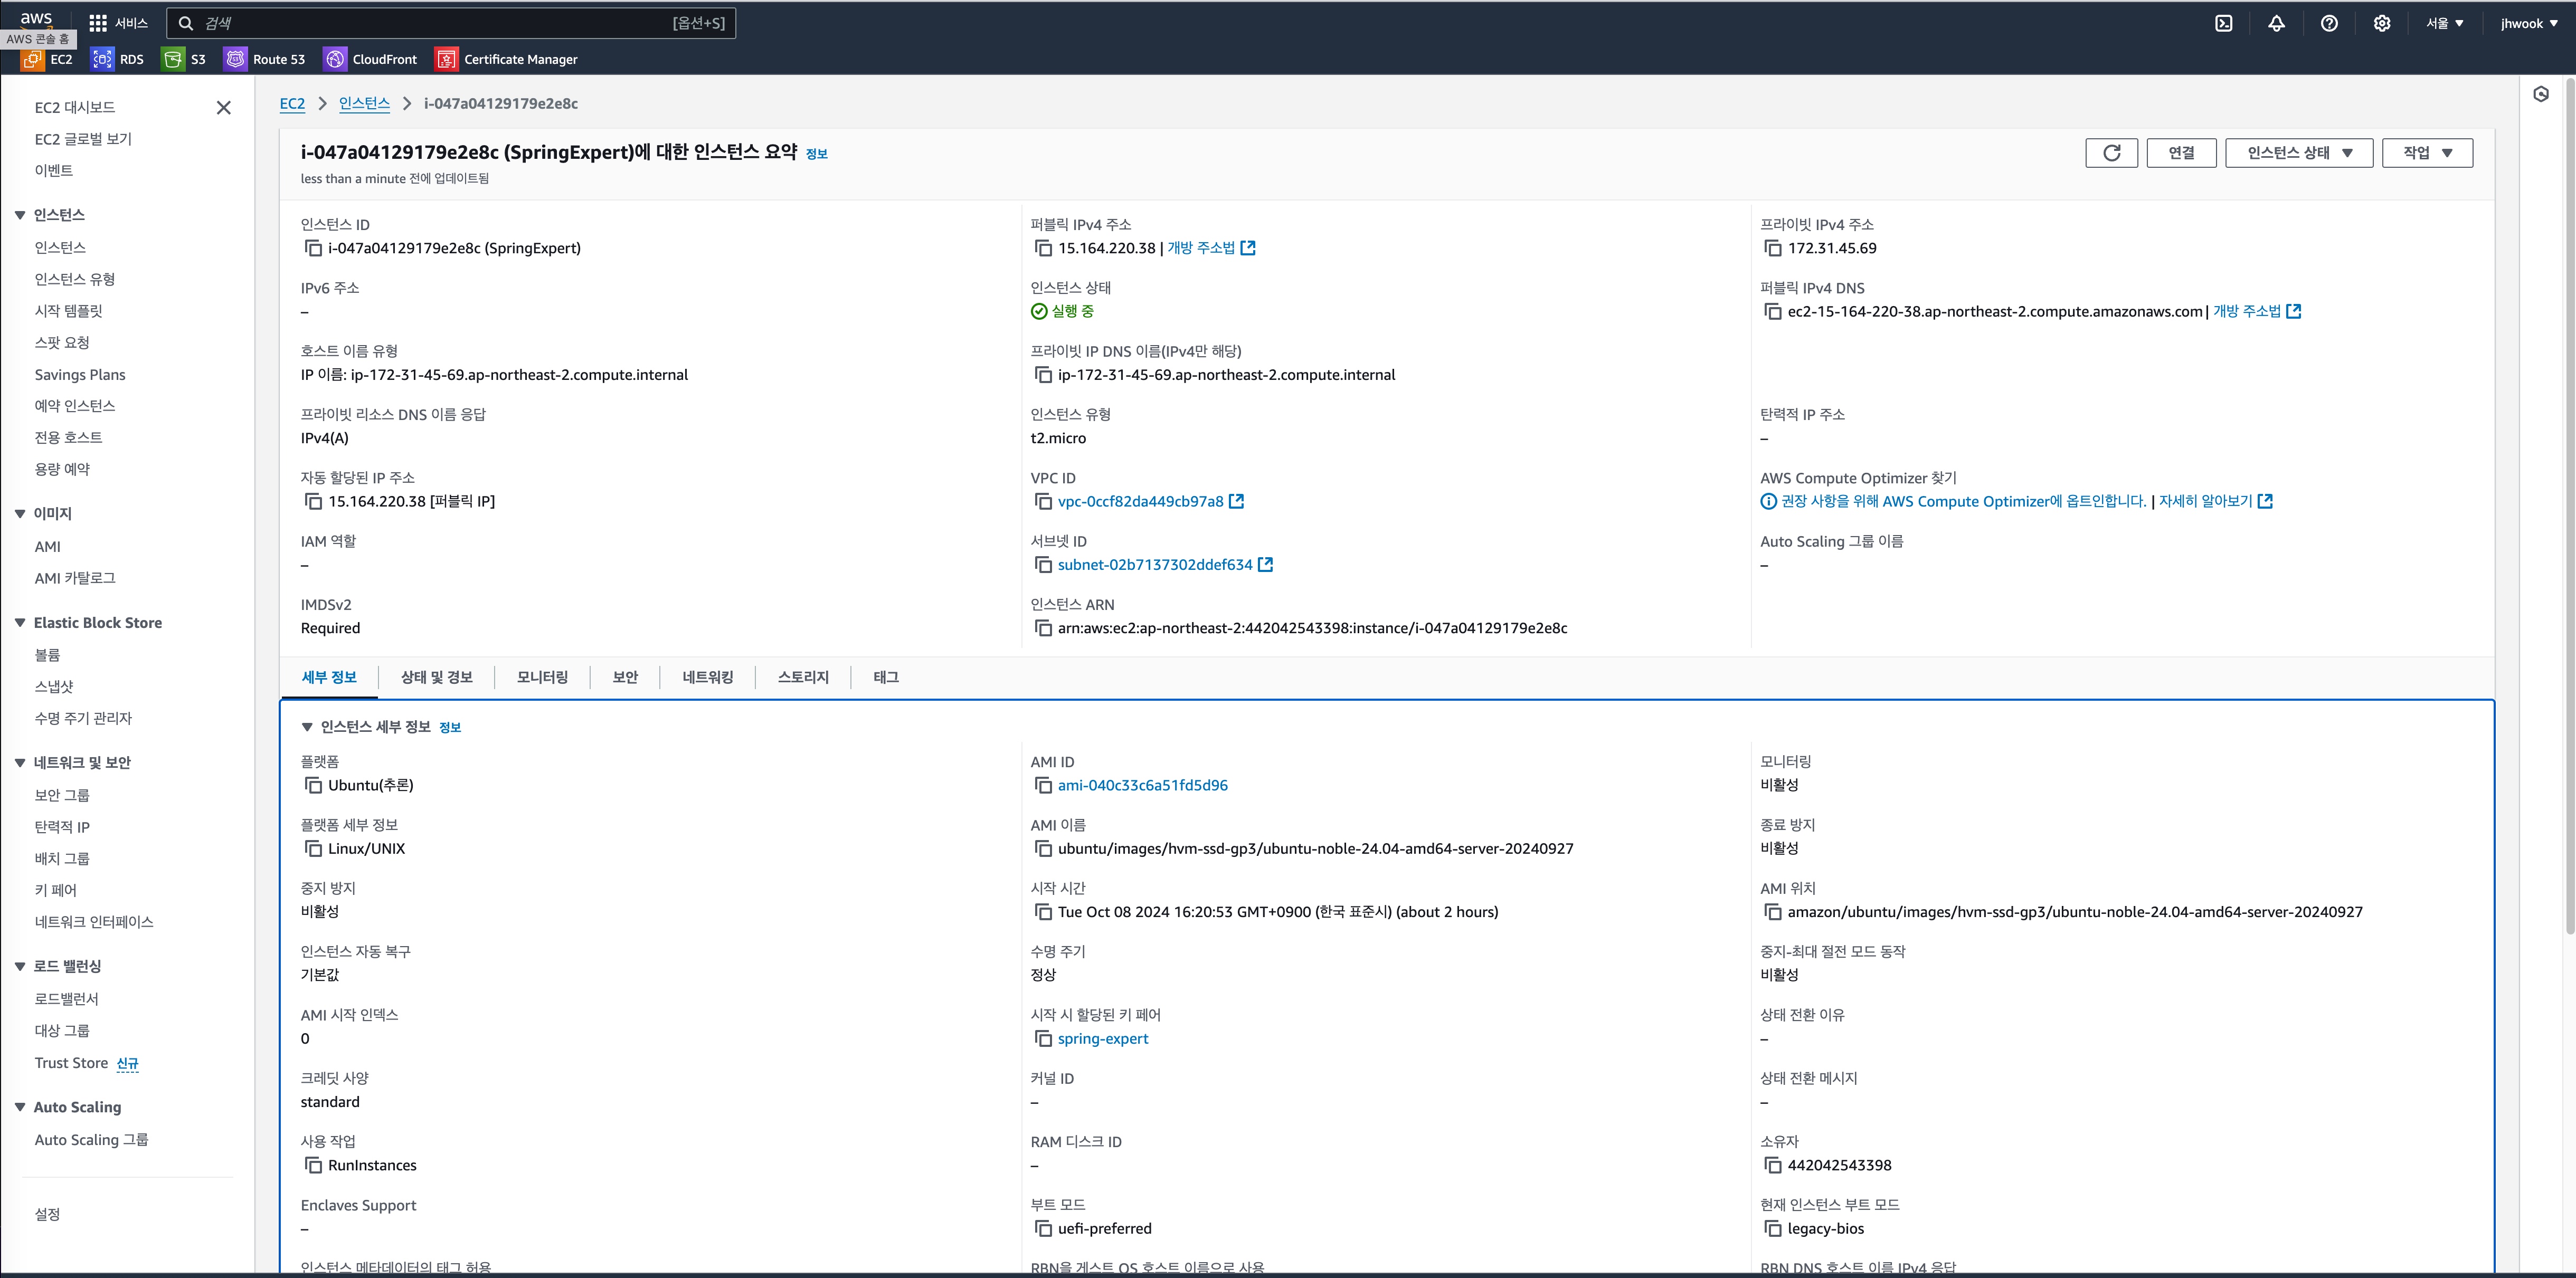 aws
서비스
검색
[옵션+S]
서울 ▼
jhwook ▼
AWS 콘솔 홈
EC2
RDS
S3
Route 53
CloudFront
Certificate Manager
EC2 대시보드
EC2 글로벌 보기
이벤트
인스턴스
인스턴스
인스턴스 유형
시작 템플릿
스팟 요청
Savings Plans
예약 인스턴스
전용 호스트
용량 예약
이미지
AMI
AMI 카탈로그
Elastic Block Store
볼륨
스냅샷
수명 주기 관리자
네트워크 및 보안
보안 그룹
탄력적 IP
배치 그룹
키 페어
네트워크 인터페이스
로드 밸런싱
로드밸런서
대상 그룹
Trust Store 신규
Auto Scaling
Auto Scaling 그룹
설정
EC2 > 인스턴스 > i-047a04129179e2e8c
i-047a04129179e2e8c (SpringExpert)에 대한 인스턴스 요약 정보
less than a minute 전에 업데이트됨
연결
인스턴스 상태 ▼
작업 ▼
인스턴스 ID
i-047a04129179e2e8c (SpringExpert)
퍼블릭 IPv4 주소
15.164.220.38 | 개방 주소법
프라이빗 IPv4 주소
172.31.45.69
IPv6 주소
–
인스턴스 상태
실행 중
퍼블릭 IPv4 DNS
ec2-15-164-220-38.ap-northeast-2.compute.amazonaws.com | 개방 주소법
호스트 이름 유형
IP 이름: ip-172-31-45-69.ap-northeast-2.compute.internal
프라이빗 IP DNS 이름(IPv4만 해당)
ip-172-31-45-69.ap-northeast-2.compute.internal
프라이빗 리소스 DNS 이름 응답
IPv4(A)
인스턴스 유형
t2.micro
탄력적 IP 주소
–
자동 할당된 IP 주소
15.164.220.38 [퍼블릭 IP]
VPC ID
vpc-0ccf82da449cb97a8
AWS Compute Optimizer 찾기
권장 사항을 위해 AWS Compute Optimizer에 옵트인합니다. | 자세히 알아보기
IAM 역할
–
서브넷 ID
subnet-02b7137302ddef634
Auto Scaling 그룹 이름
–
IMDSv2
Required
인스턴스 ARN
arn:aws:ec2:ap-northeast-2:442042543398:instance/i-047a04129179e2e8c
세부 정보
상태 및 경보
모니터링
보안
네트워킹
스토리지
태그
인스턴스 세부 정보 정보
플랫폼
Ubuntu(추론)
AMI ID
ami-040c33c6a51fd5d96
모니터링
비활성
플랫폼 세부 정보
Linux/UNIX
AMI 이름
ubuntu/images/hvm-ssd-gp3/ubuntu-noble-24.04-amd64-server-20240927
종료 방지
비활성
중지 방지
비활성
시작 시간
Tue Oct 08 2024 16:20:53 GMT+0900 (한국 표준시) (about 2 hours)
AMI 위치
amazon/ubuntu/images/hvm-ssd-gp3/ubuntu-noble-24.04-amd64-server-20240927
인스턴스 자동 복구
기본값
수명 주기
정상
중지-최대 절전 모드 동작
비활성
AMI 시작 인덱스
0
시작 시 할당된 키 페어
spring-expert
상태 전환 이유
–
크레딧 사양
standard
커널 ID
–
상태 전환 메시지
–
사용 작업
RunInstances
RAM 디스크 ID
–
소유자
442042543398
Enclaves Support
–
부트 모드
uefi-preferred
현재 인스턴스 부트 모드
legacy-bios
인스턴스 메타데이터의 태그 허용
RBN을 게스트 OS 호스트 이름으로 사용
RBN DNS 호스트 이름 IPv4 응답